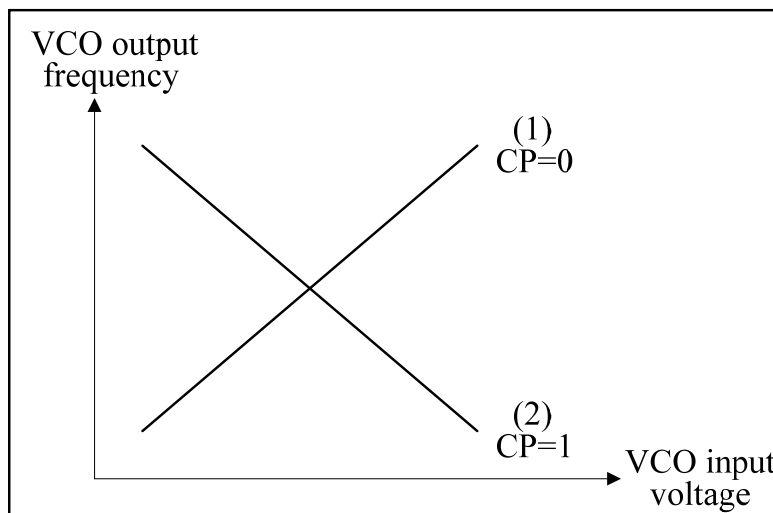 VCO output
frequency
(1)
CP=0
(2)
CP=1
VCO input
voltage